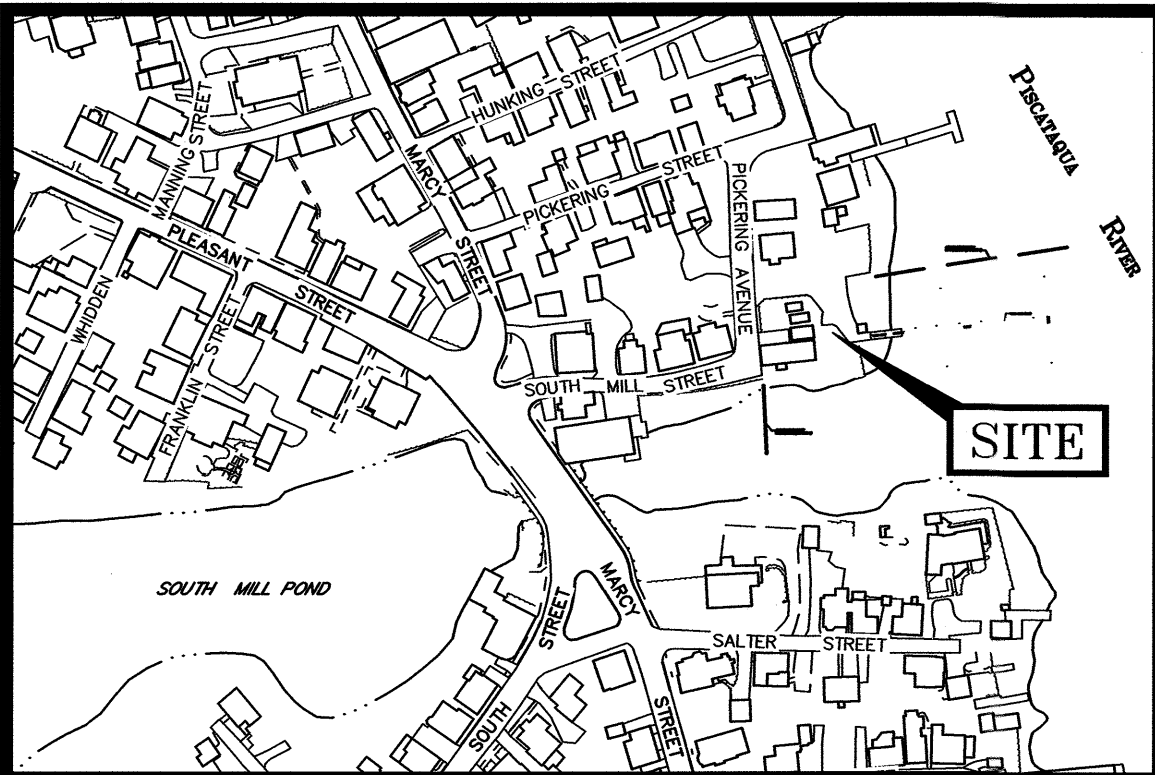 PISCATAQUA
RIVER
HUNKING STREET
MANNING STREET
MARCY
STREET
PICKERING STREET
PICKERING AVENUE
PLEASANT
STREET
WHIDDEN
FRANKLIN STREET
SOUTH MILL STREET
SITE
SOUTH MILL POND
MARCY
STREET
SOUTH
STREET
SALTER STREET